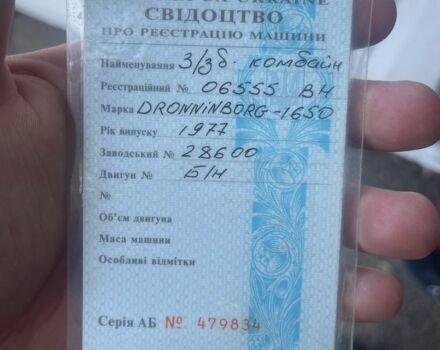 UKRAINE
СВІДОЦТВО
ПРО РЕЄСТРАЦІЮ МАШИНИ
Найменування З/зб. комбайн
Реєстраційний № 06555 ВН
Марка DRONNINBORG-1650
Рік випуску 1977
Заводський № 28600
Двигун № Б/Н
№
Об'єм двигуна
Маса машини
Особливі відмітки
Серія АБ № 479834